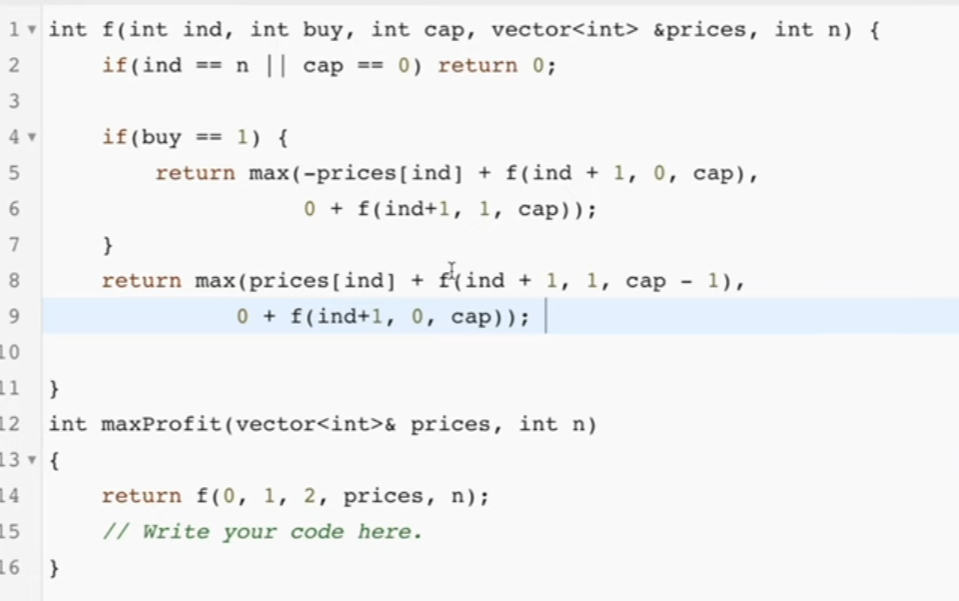 1 int f(int ind, int buy, int cap, vector<int> &prices, int n) {
2 if(ind == n || cap == 0) return 0;
3
4 if(buy == 1) {
5 return max(-prices[ind] + f(ind + 1, 0, cap),
6 0 + f(ind+1, 1, cap));
7 }
8 return max(prices[ind] + f(ind + 1, 1, cap - 1),
9 0 + f(ind+1, 0, cap));
10
11 }
12 int maxProfit(vector<int>& prices, int n)
13 {
14 return f(0, 1, 2, prices, n);
15 // Write your code here.
16 }